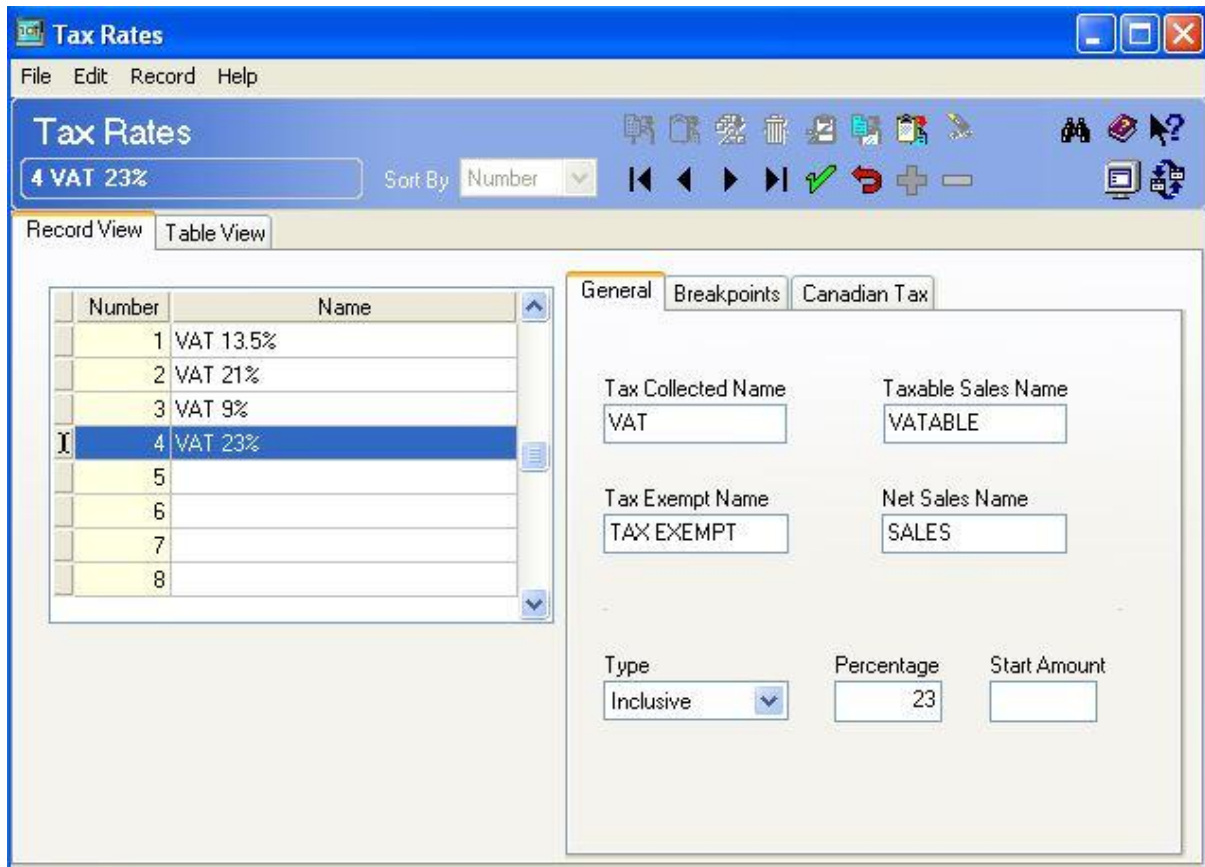 Tax Rates
File Edit Record Help
Tax Rates
4 VAT 23%
Sort By Number
Record View Table View
Number Name
1 VAT 13.5%
2 VAT 21%
3 VAT 9%
4 VAT 23%
5
6
7
8
General Breakpoints Canadian Tax
Tax Collected Name Taxable Sales Name
VAT VATABLE
Tax Exempt Name Net Sales Name
TAX EXEMPT SALES
Type Percentage Start Amount
Inclusive 23